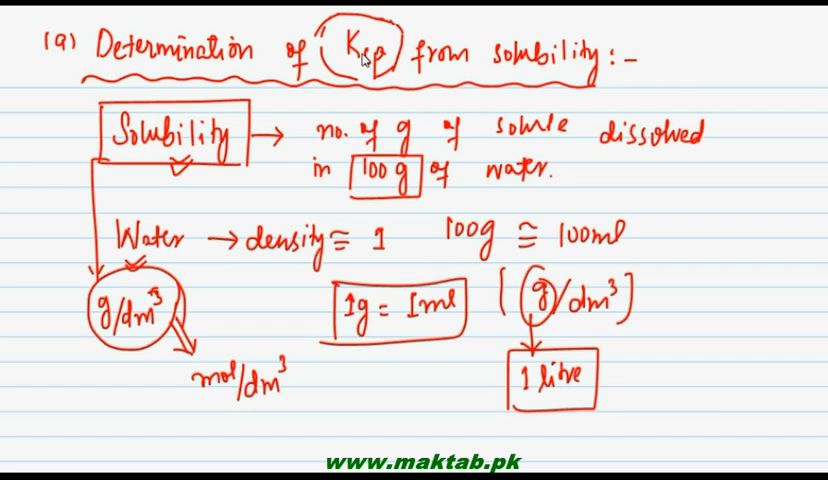 (a) Determination of "Ksp" from solubility :-
Solubility → no. of g of solute dissolved
in 100 g of water.
Water → density ≅ 1 100g ≅ 100ml
g/dm³ 1g = 1ml (g/dm³)
mol/dm³ 1 litre
www.maktab.pk